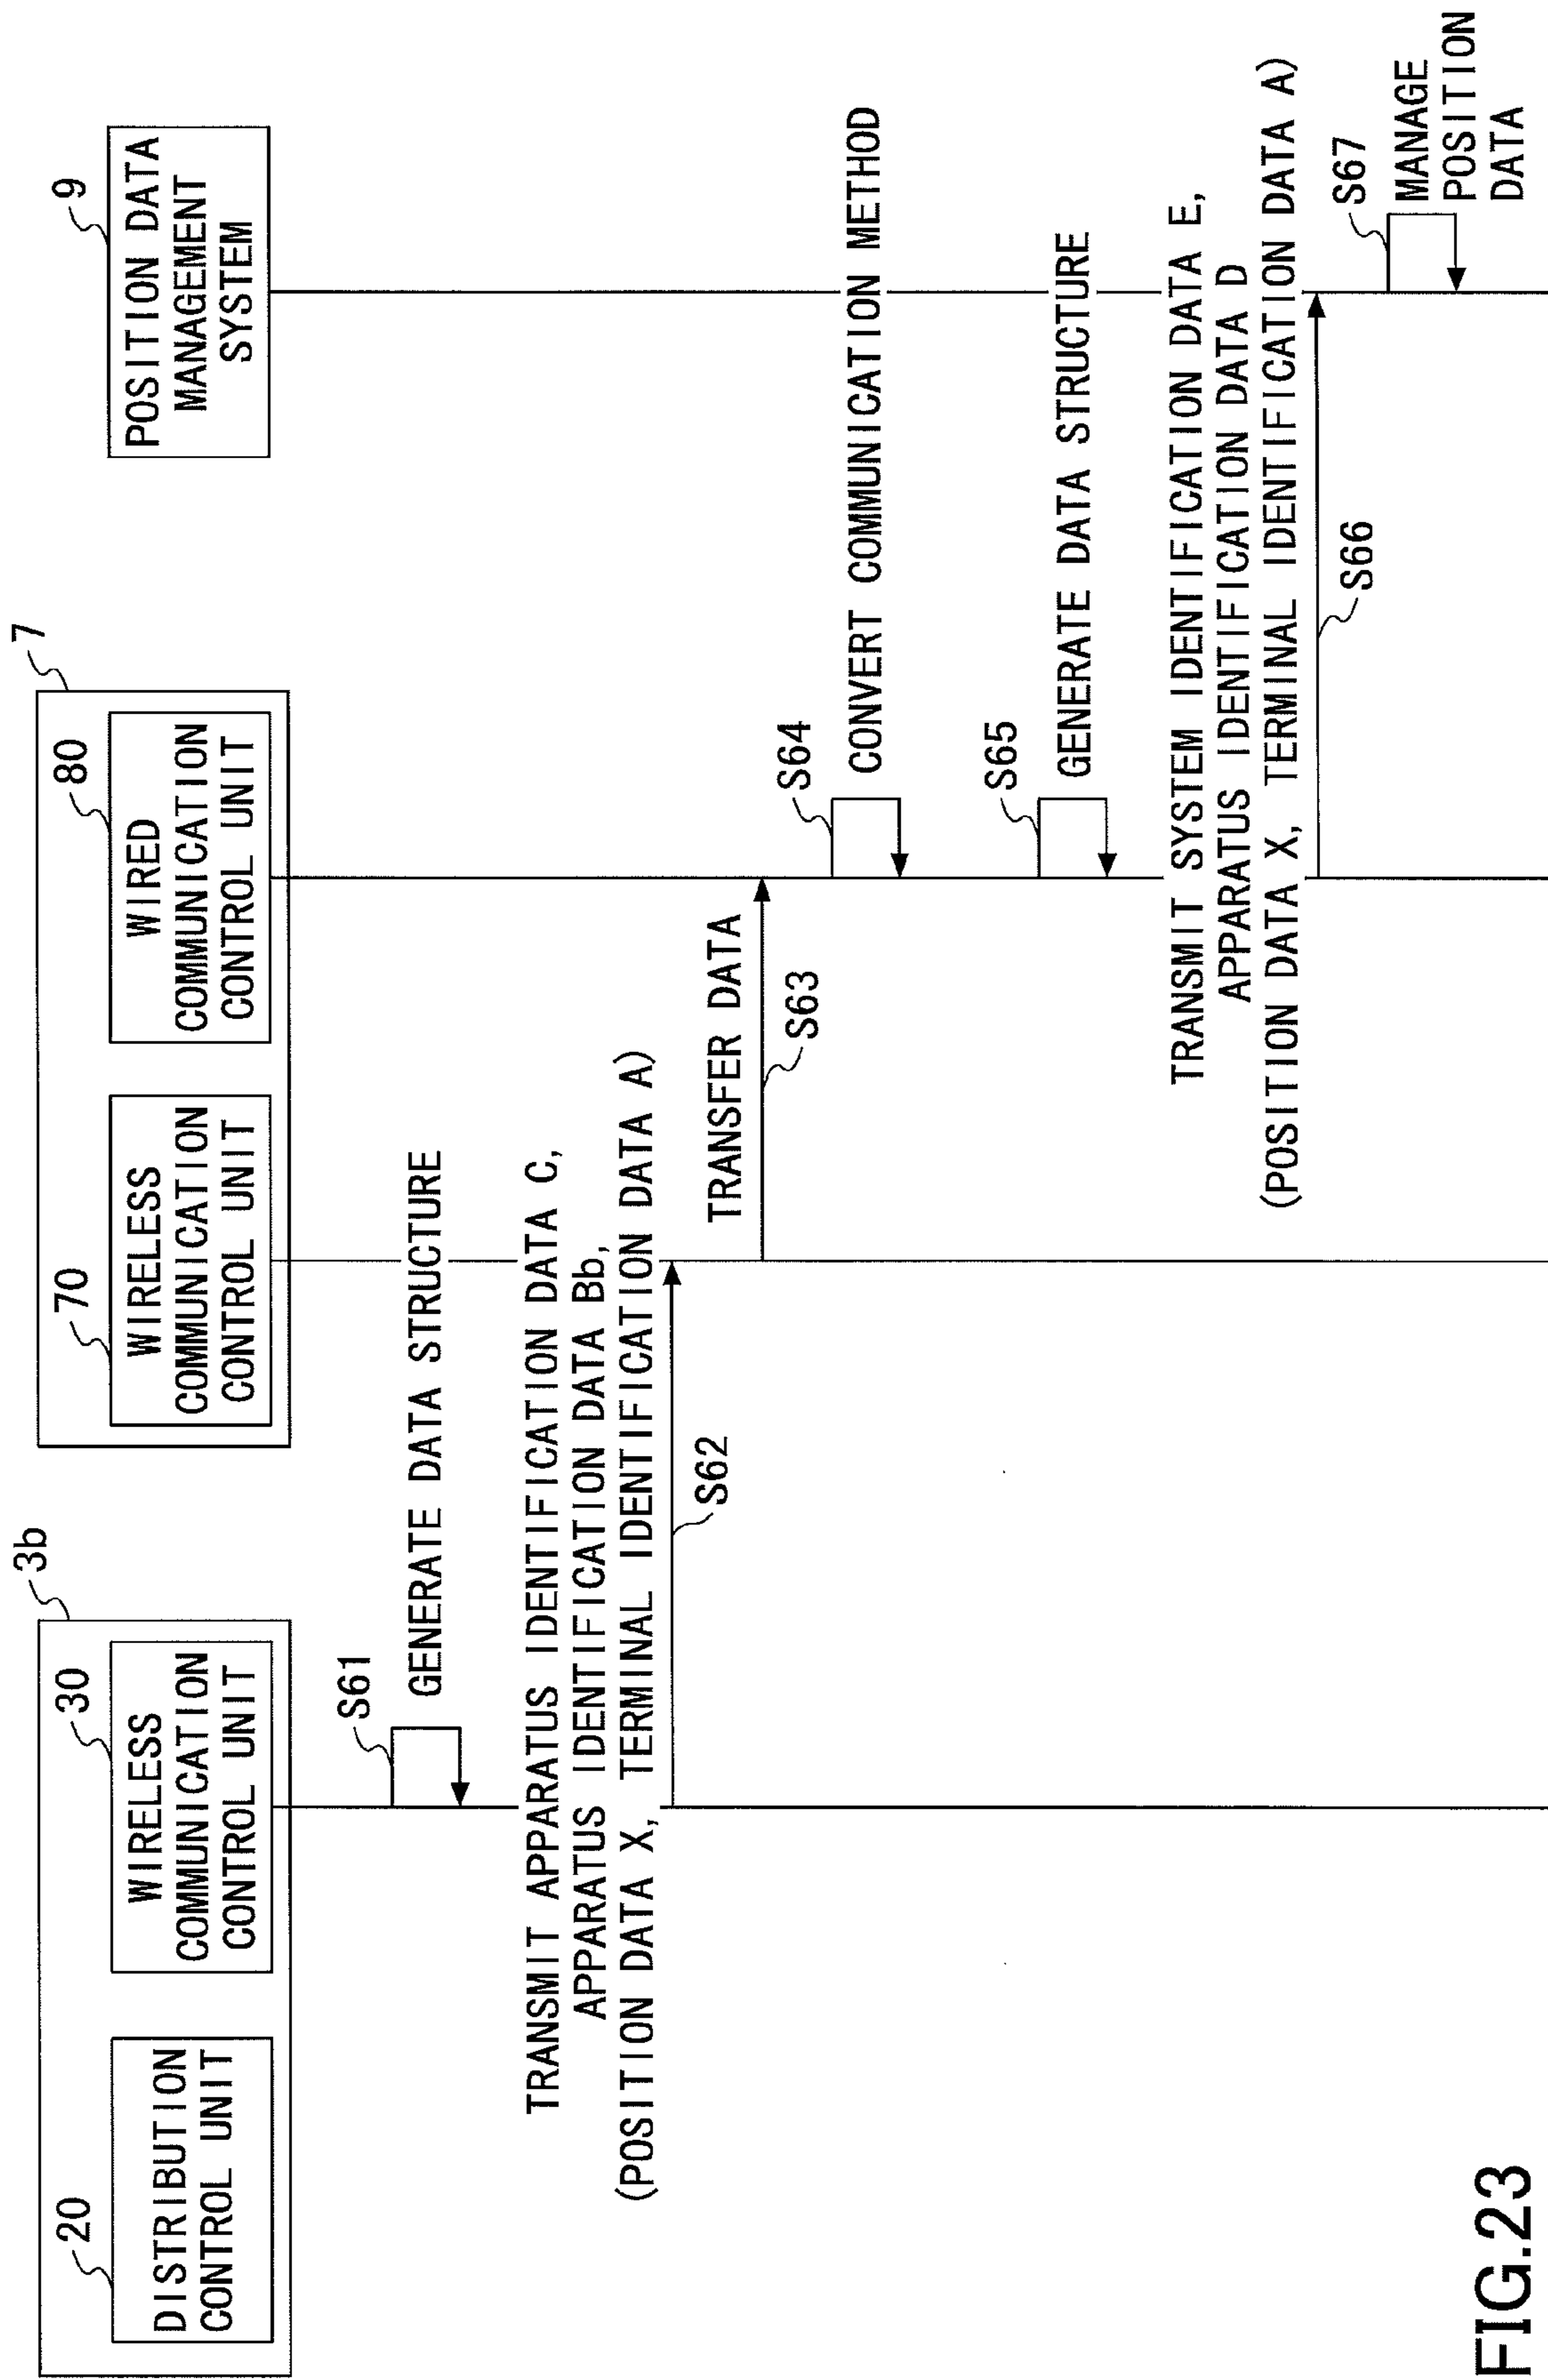 3b
20
DISTRIBUTION
CONTROL UNIT
30
WIRELESS
COMMUNICATION
CONTROL UNIT
7
70
WIRELESS
COMMUNICATION
CONTROL UNIT
80
WIRED
COMMUNICATION
CONTROL UNIT
9
POSITION DATA
MANAGEMENT
SYSTEM
S61
GENERATE DATA STRUCTURE
TRANSMIT APPARATUS IDENTIFICATION DATA C,
APPARATUS IDENTIFICATION DATA Bb,
(POSITION DATA X, TERMINAL IDENTIFICATION DATA A)
S62
TRANSFER DATA
S63
S64
CONVERT COMMUNICATION METHOD
S65
GENERATE DATA STRUCTURE
TRANSMIT SYSTEM IDENTIFICATION DATA E,
APPARATUS IDENTIFICATION DATA D
(POSITION DATA X, TERMINAL IDENTIFICATION DATA A)
S66
S67
MANAGE
POSITION
DATA
FIG.23